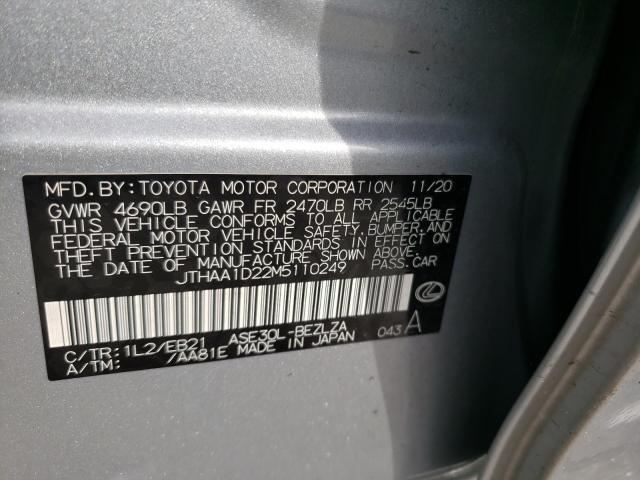 MFD. BY: TOYOTA MOTOR CORPORATION 11/20
GVWR 4690LB GAWR FR 2470LB RR 2545LB
THIS VEHICLE CONFORMS TO ALL APPLICABLE
FEDERAL MOTOR VEHICLE SAFETY, BUMPER, AND
THEFT PREVENTION STANDARDS IN EFFECT ON
THE DATE OF MANUFACTURE SHOWN ABOVE.
JTHAA1D22M5110249 PASS.CAR
C/TR:1L2/EB21 ASE30L-BEZLZA 043 A
A/TM: /AA81E MADE IN JAPAN